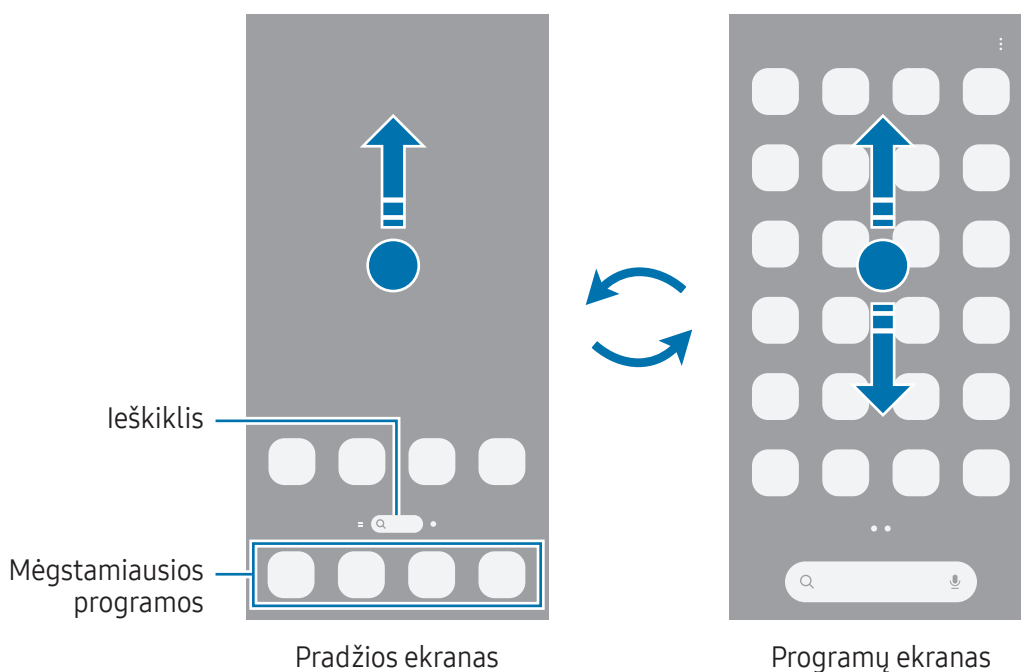 Ieškiklis
Mėgstamiausios
programos
Pradžios ekranas
Programų ekranas